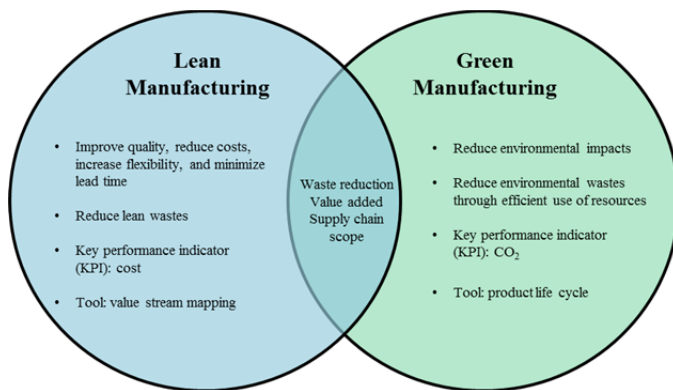 Lean
Manufacturing
• Improve quality, reduce costs,
increase flexibility, and minimize
lead time
• Reduce lean wastes
• Key performance indicator
(KPI): cost
• Tool: value stream mapping
Waste reduction
Value added
Supply chain
scope
Green
Manufacturing
• Reduce environmental impacts
• Reduce environmental wastes
through efficient use of resources
• Key performance indicator
(KPI): CO₂
• Tool: product life cycle